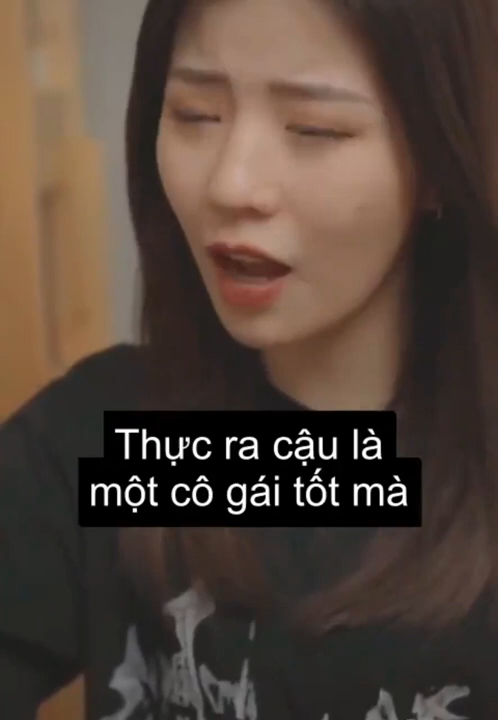 Thực ra cậu là
một cô gái tốt mà